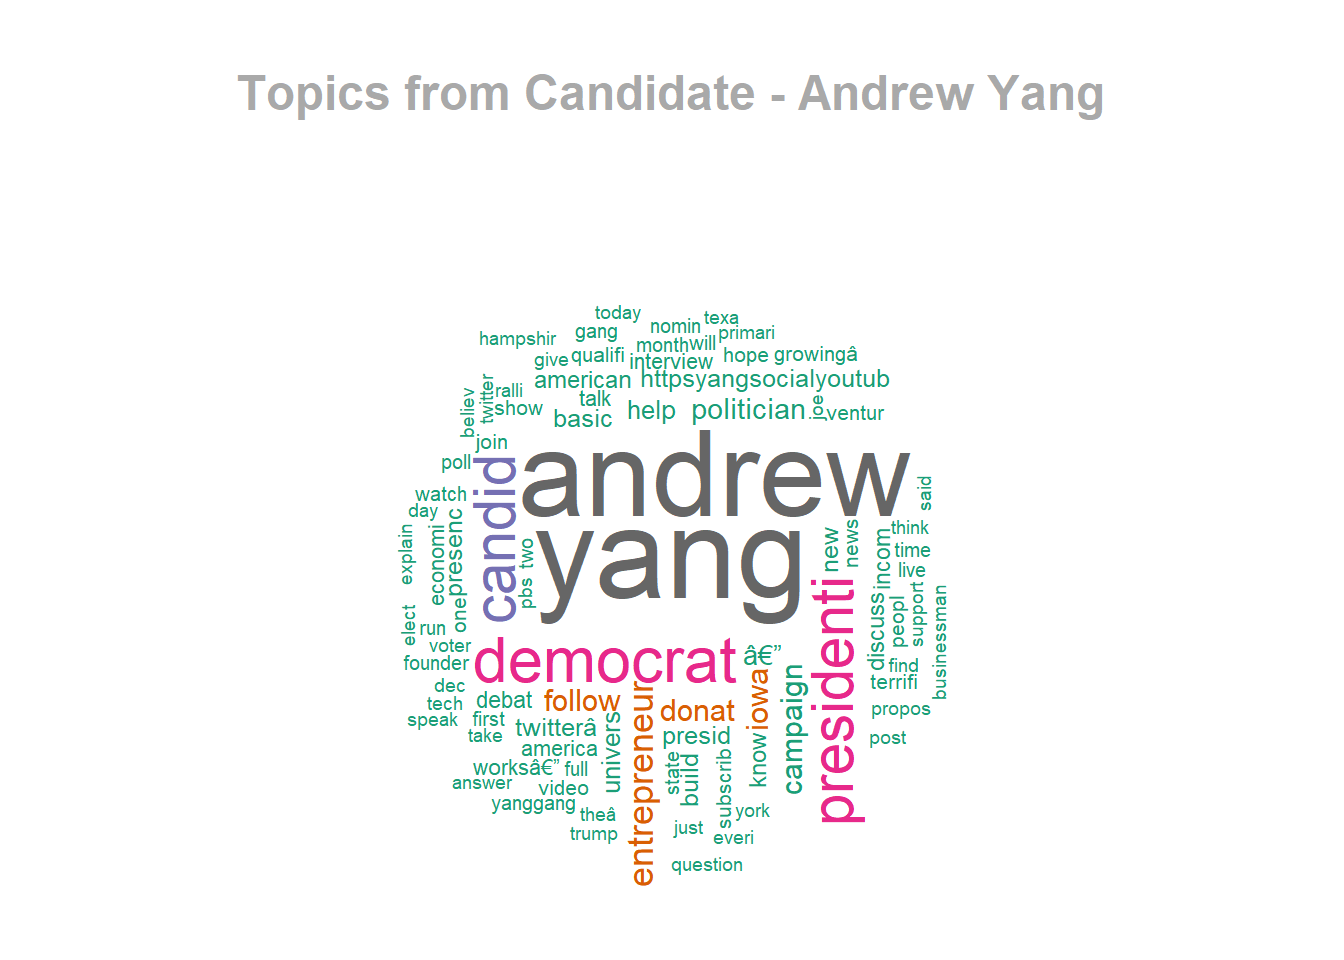 Topics from Candidate - Andrew Yang
today
texa
hampshir
gang
nomin
primari
month
will
give
qualifi
interview
hope
growingâ
american
httpsyangsocialyoutub
believ
twitter
ralli
show
talk
basic
help
politician
joe
ventur
join
poll
candid
andrew
yang
watch
day
said
explain
economi
presenc
pbs
two
new
news
think
time
live
incom
elect
one
run
voter
founder
discuss
peopl
support
businessman
find
terrifi
democrat
â€”
presidenti
dec
tech
speak
debat
first
take
follow
entrepreneur
donat
iowa
campaign
propos
post
twitterâ
america
univers
presid
worksâ€”
full
answer
video
yanggang
theâ
trump
state
build
subscrib
know
york
just
everi
question